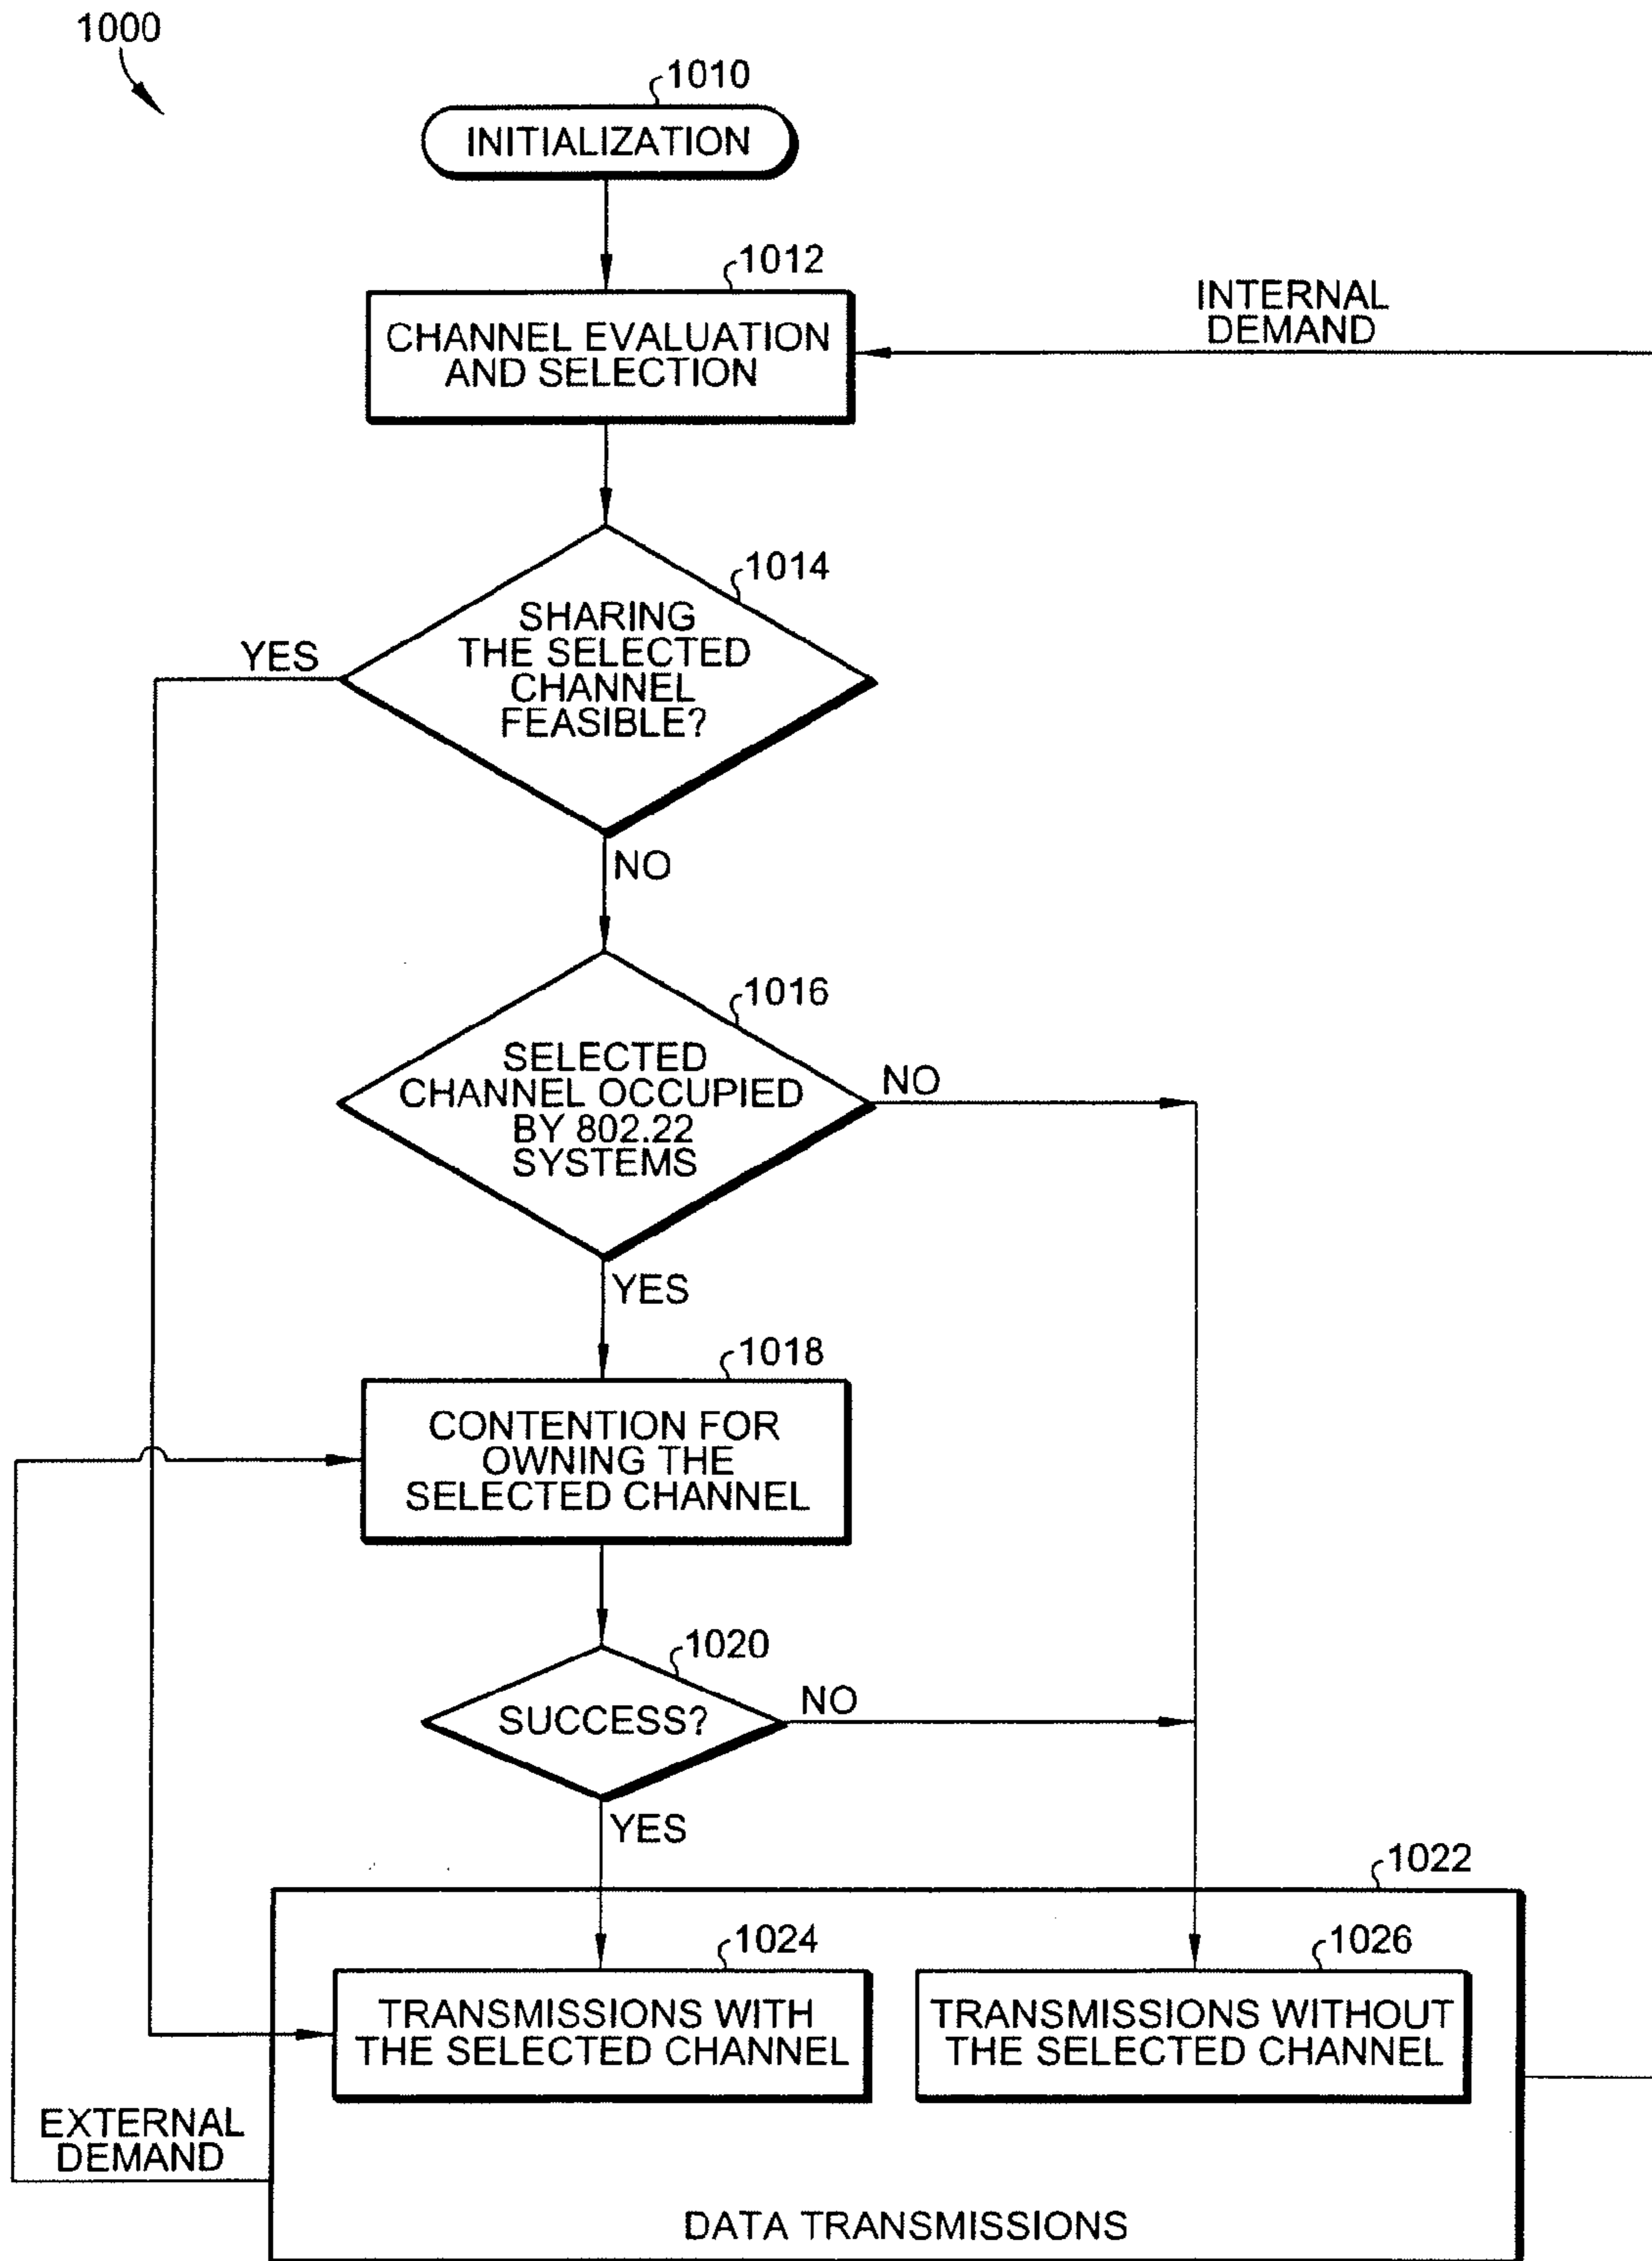 1000
1010
INITIALIZATION
1012
CHANNEL EVALUATION
AND SELECTION
INTERNAL
DEMAND
1014
SHARING
THE SELECTED
CHANNEL
FEASIBLE?
YES
NO
1016
SELECTED
CHANNEL OCCUPIED
BY 802.22
SYSTEMS
NO
YES
1018
CONTENTION FOR
OWNING THE
SELECTED CHANNEL
1020
SUCCESS?
NO
YES
1022
1024
TRANSMISSIONS WITH
THE SELECTED CHANNEL
1026
TRANSMISSIONS WITHOUT
THE SELECTED CHANNEL
EXTERNAL
DEMAND
DATA TRANSMISSIONS